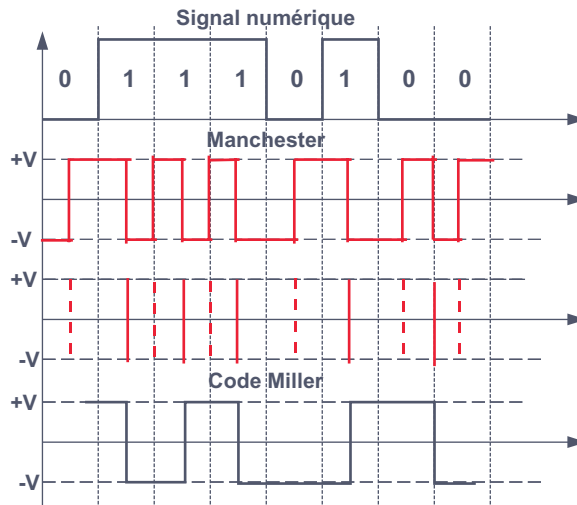 Signal numérique
0 1 1 1 0 1 0 0
Manchester
+V
-V
+V
-V
Code Miller
+V
-V